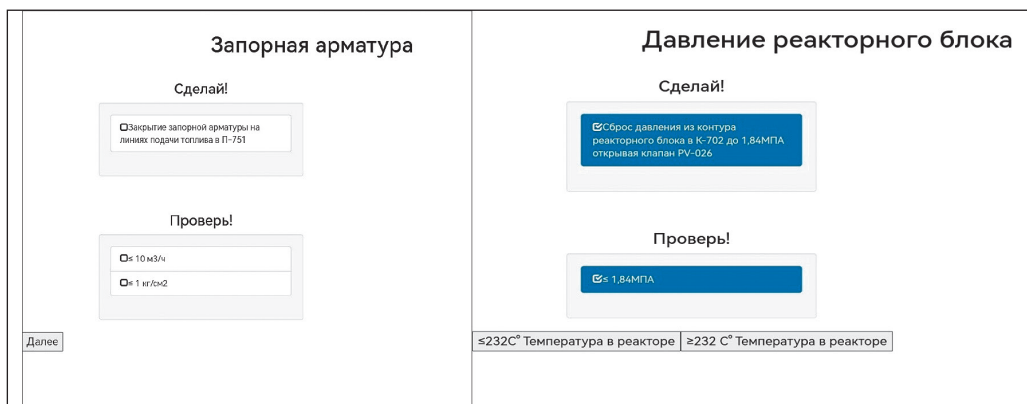 Запорная арматура
Сделай!
Закрытие запорной арматуры на
линиях подачи топлива в П-751
Проверь!
≤ 10 м3/ч
≤ 1 кг/см2
Далее
Давление реакторного блока
Сделай!
Сброс давления из контура
реакторного блока в К-702 до 1,84МПА
открывая клапан PV-026
Проверь!
≤ 1,84МПА
≤232С° Температура в реакторе
≥232 С° Температура в реакторе